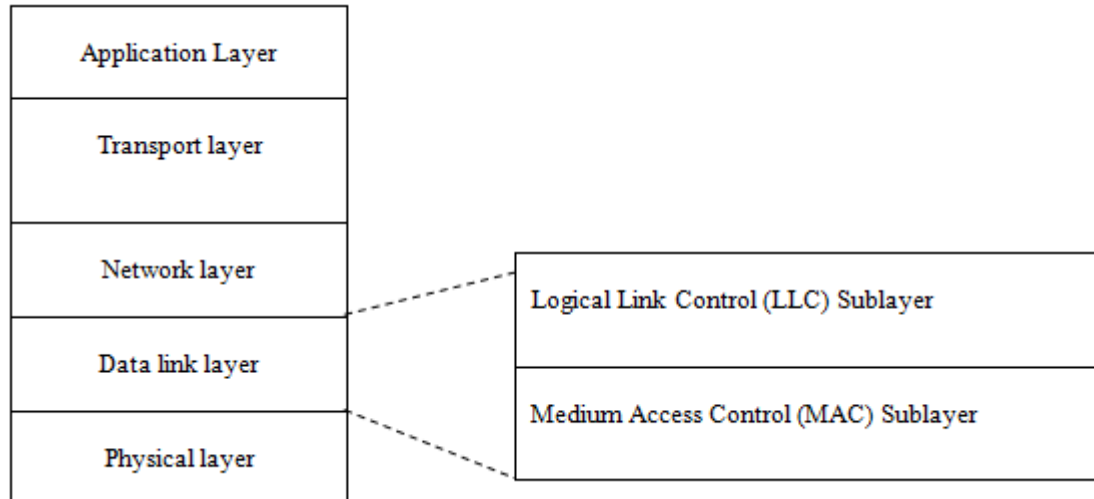 Application Layer
Transport layer
Network layer
Data link layer
Physical layer
Logical Link Control (LLC) Sublayer
Medium Access Control (MAC) Sublayer